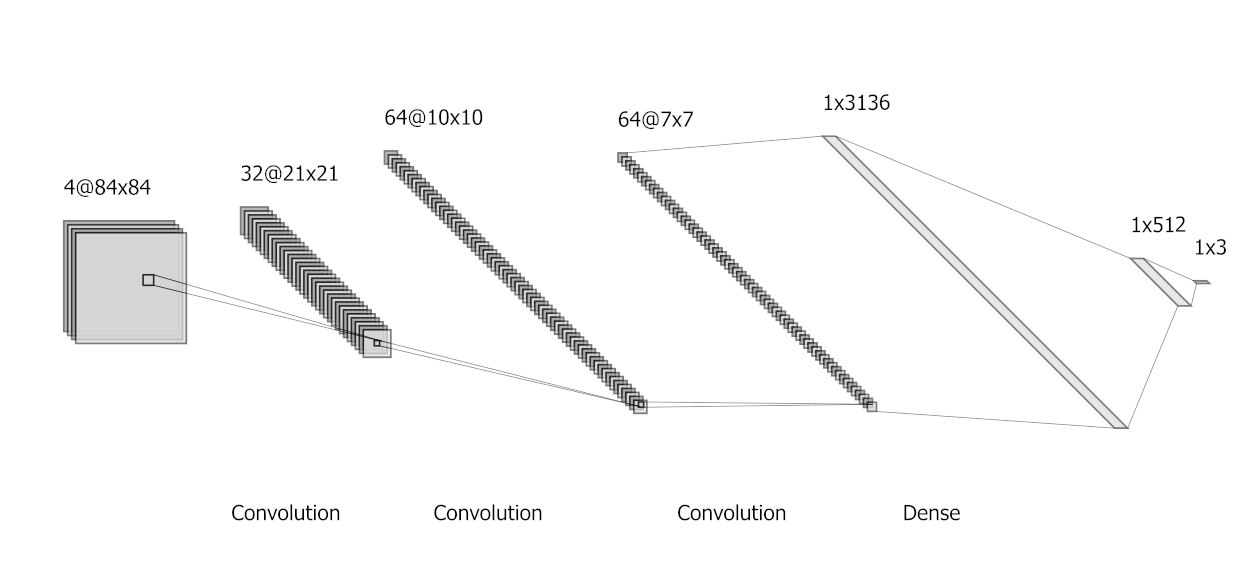 4@84x84
32@21x21
64@10x10
64@7x7
1x3136
1x512
1x3
Convolution
Convolution
Convolution
Dense